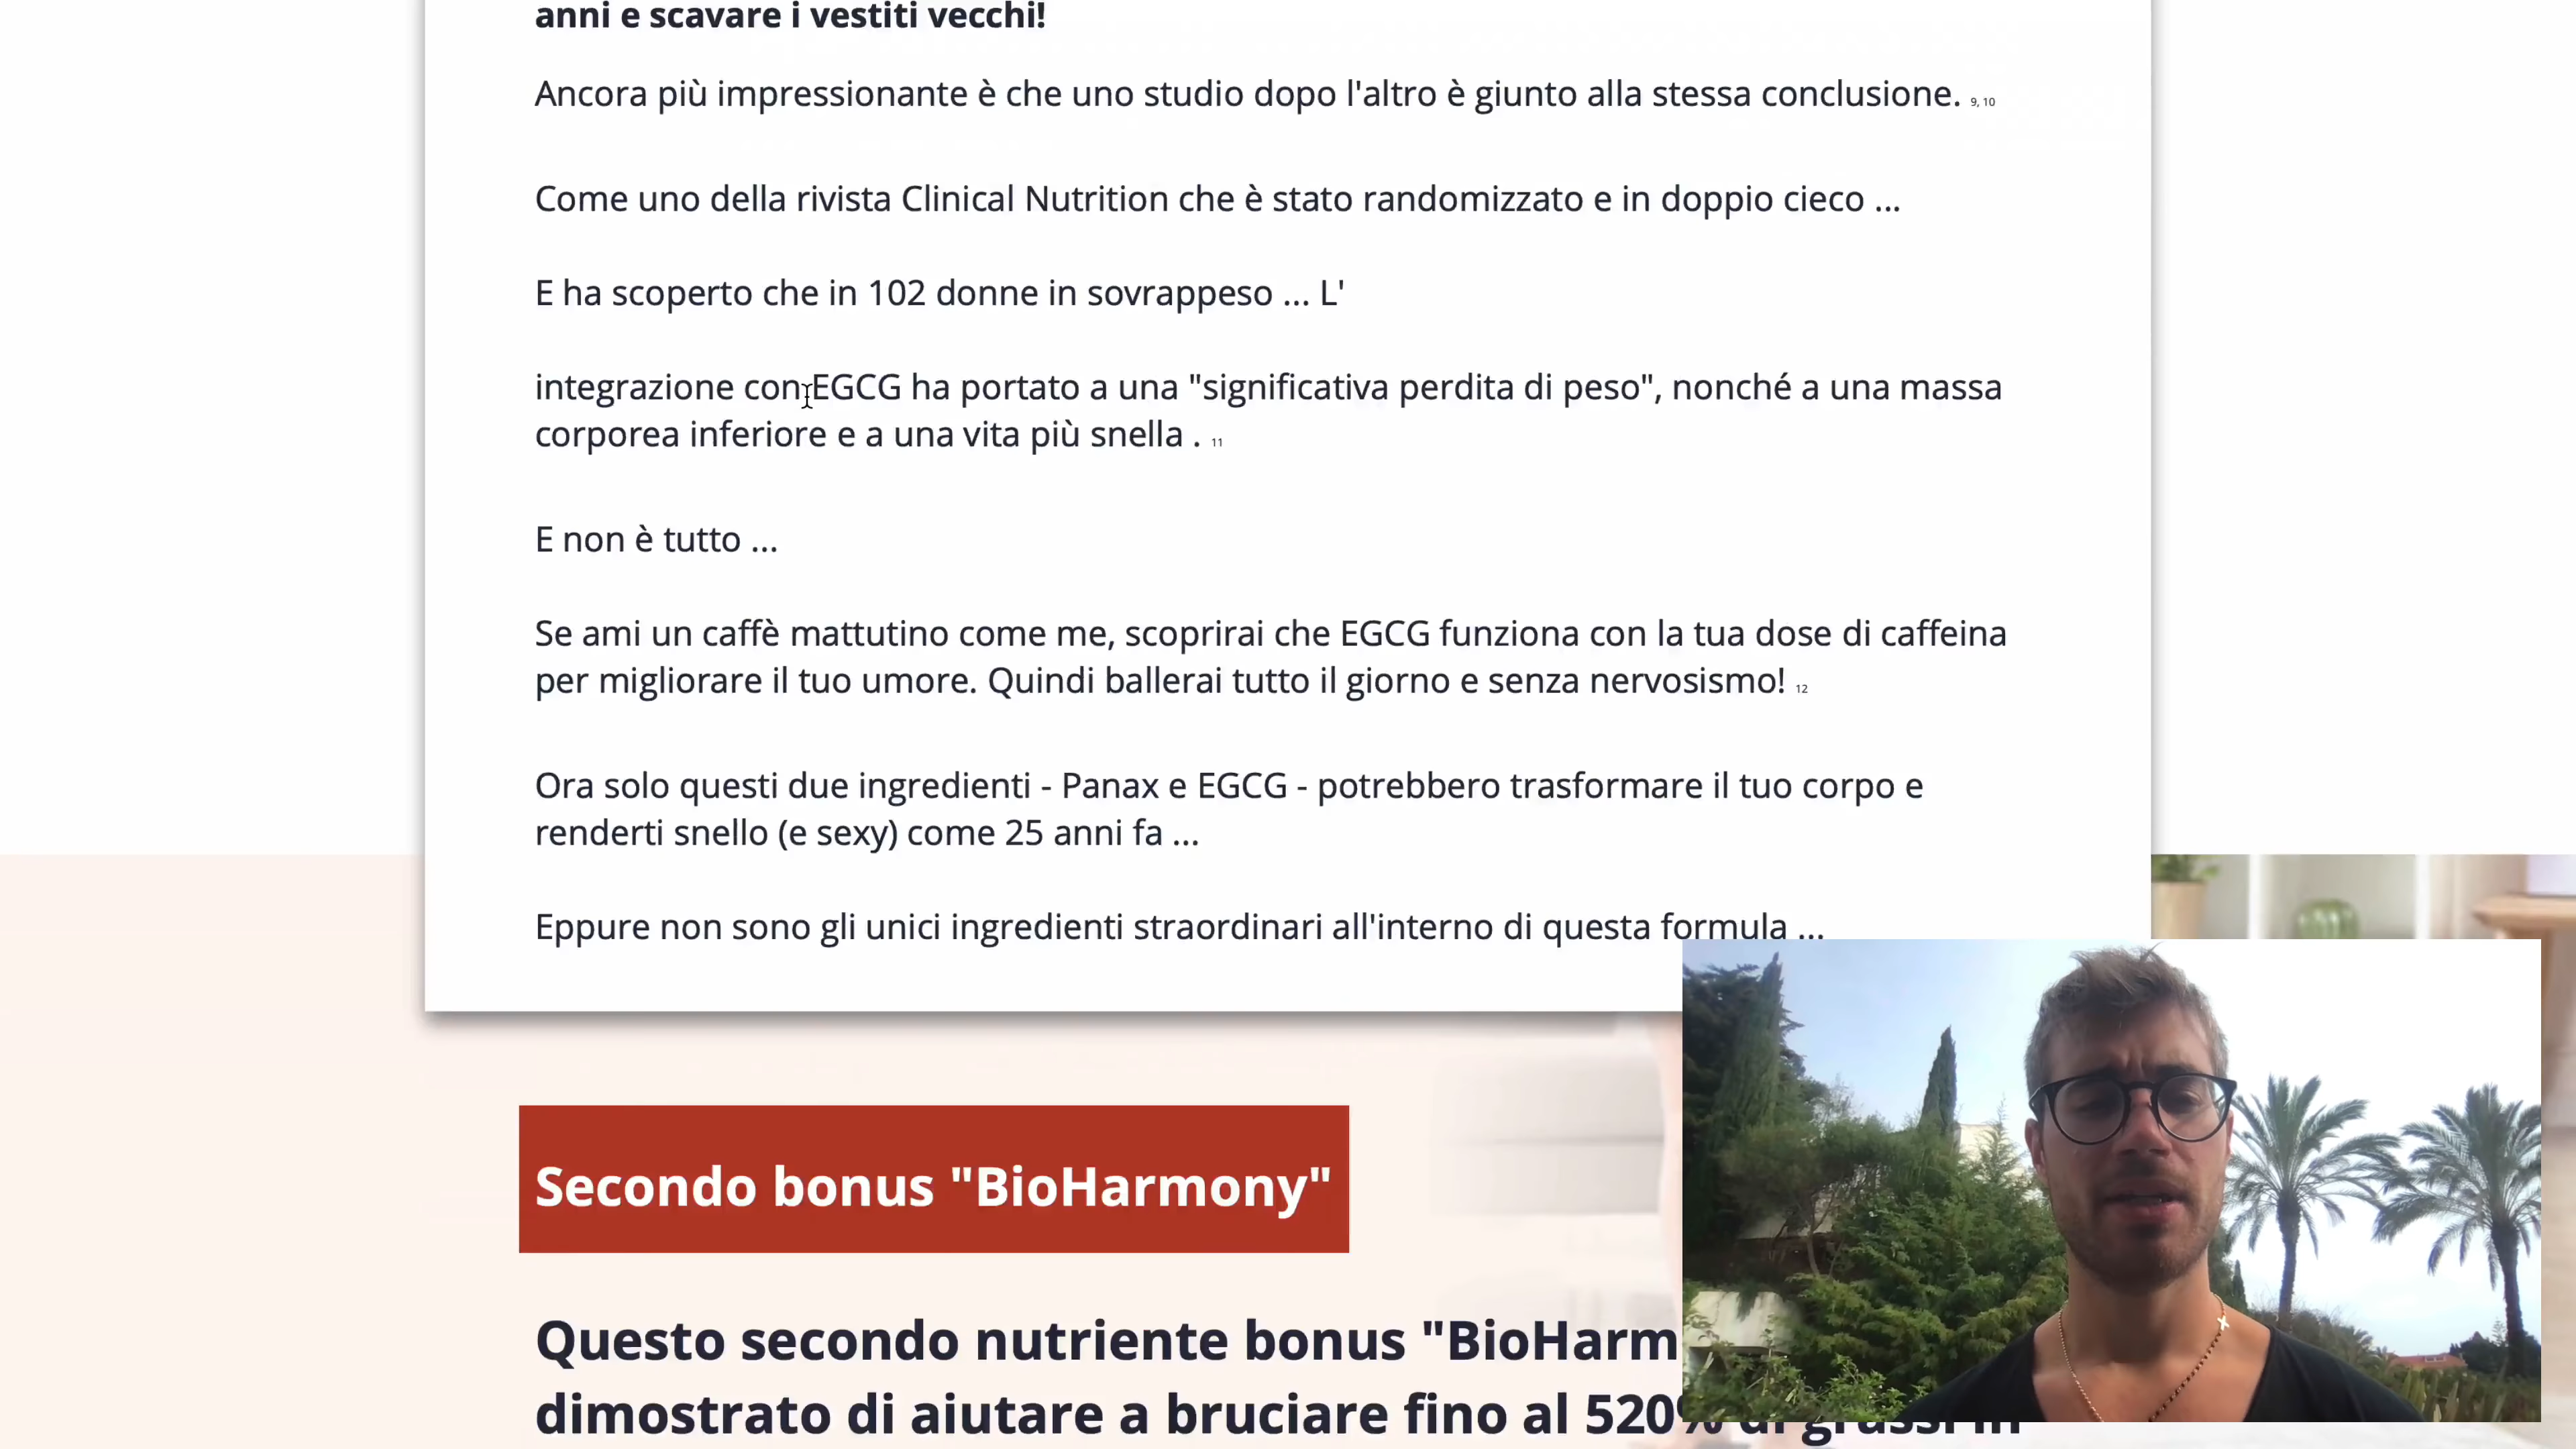 anni e scavare i vestiti vecchi!
Ancora più impressionante è che uno studio dopo l'altro è giunto alla stessa conclusione. 9, 10
Come uno della rivista Clinical Nutrition che è stato randomizzato e in doppio cieco ...
E ha scoperto che in 102 donne in sovrappeso ... L'
integrazione con EGCG ha portato a una "significativa perdita di peso", nonché a una massa
corporea inferiore e a una vita più snella . 11
E non è tutto ...
Se ami un caffè mattutino come me, scoprirai che EGCG funziona con la tua dose di caffeina
per migliorare il tuo umore. Quindi ballerai tutto il giorno e senza nervosismo! 12
Ora solo questi due ingredienti - Panax e EGCG - potrebbero trasformare il tuo corpo e
renderti snello (e sexy) come 25 anni fa ...
Eppure non sono gli unici ingredienti straordinari all'interno di questa formula ...
Secondo bonus "BioHarmony"
Questo secondo nutriente bonus "BioHarm
dimostrato di aiutare a bruciare fino al 520% di grassi in